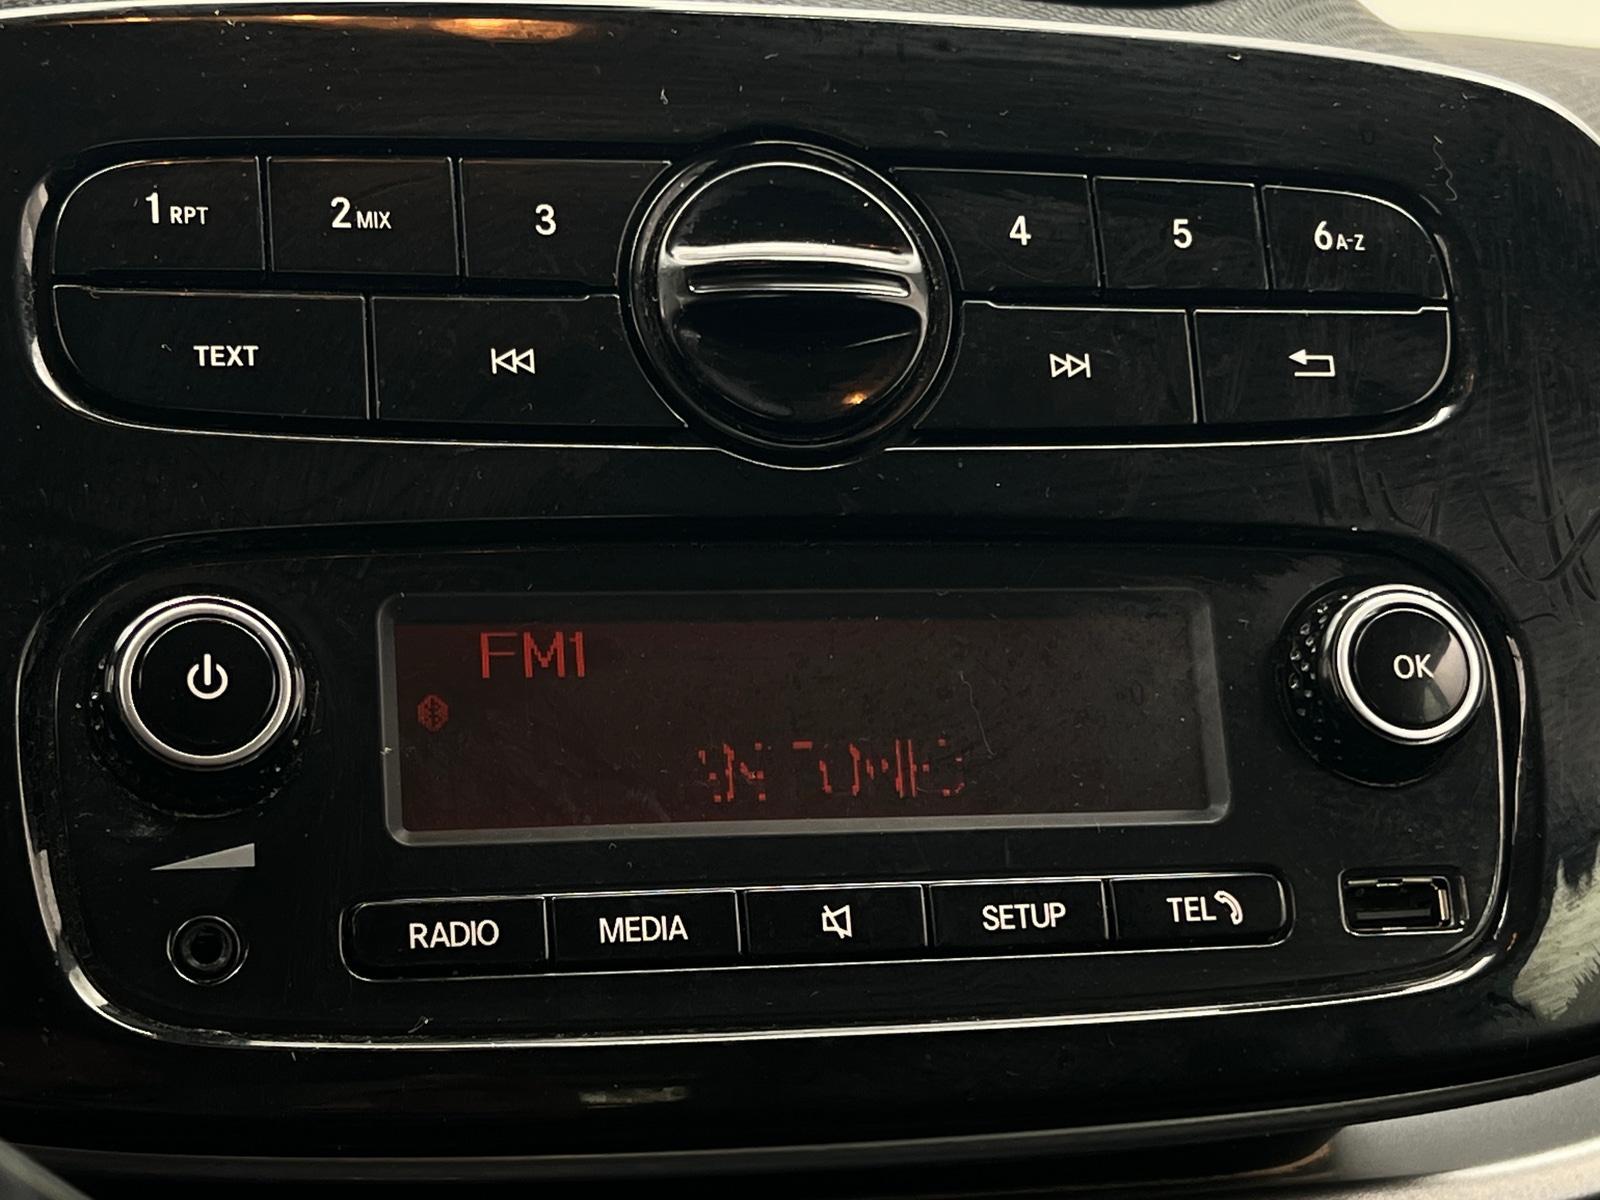 1 RPT 2 MIX 3 4 5 6 A-Z
TEXT
FM1
OK
RADIO MEDIA SETUP TEL